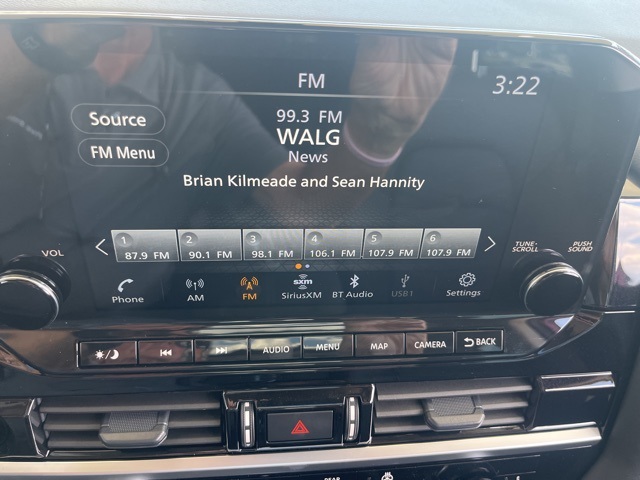 FM
3:22
Source
99.3 FM
WALG
FM Menu
News
Brian Kilmeade and Sean Hannity
1 2 3 4 5 6
87.9 FM 90.1 FM 98.1 FM 106.1 FM 107.9 FM 107.9 FM
VOL
TUNE•
SCROLL
PUSH
SOUND
Phone AM FM SiriusXM BT Audio USB1 Settings
sxm
AUDIO MENU MAP CAMERA BACK